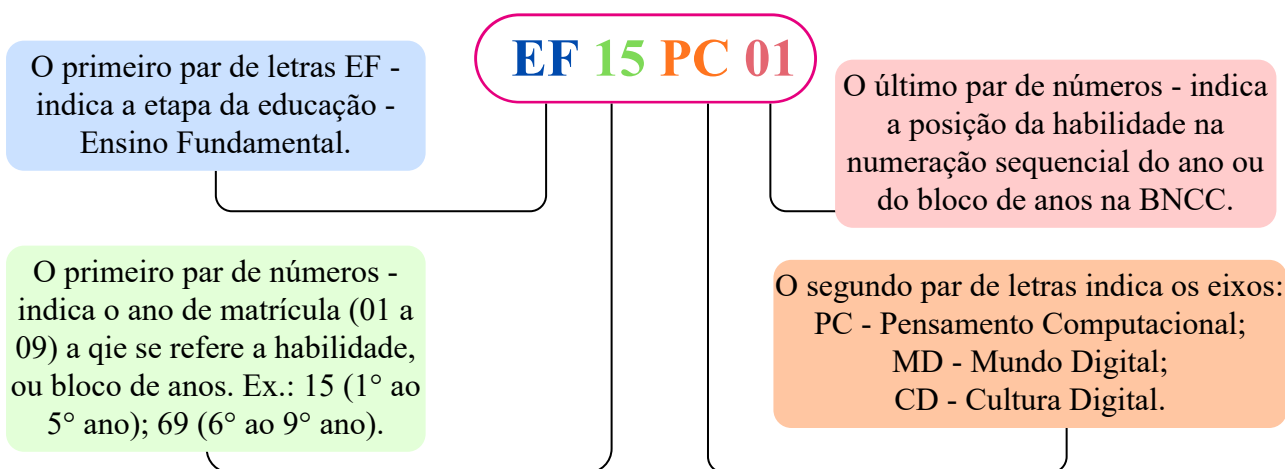 EF 15 PC 01
O primeiro par de letras EF -
indica a etapa da educação -
Ensino Fundamental.
O último par de números - indica
a posição da habilidade na
numeração sequencial do ano ou
do bloco de anos na BNCC.
O primeiro par de números -
indica o ano de matrícula (01 a
09) a qie se refere a habilidade,
ou bloco de anos. Ex.: 15 (1° ao
5° ano); 69 (6° ao 9° ano).
O segundo par de letras indica os eixos:
PC - Pensamento Computacional;
MD - Mundo Digital;
CD - Cultura Digital.